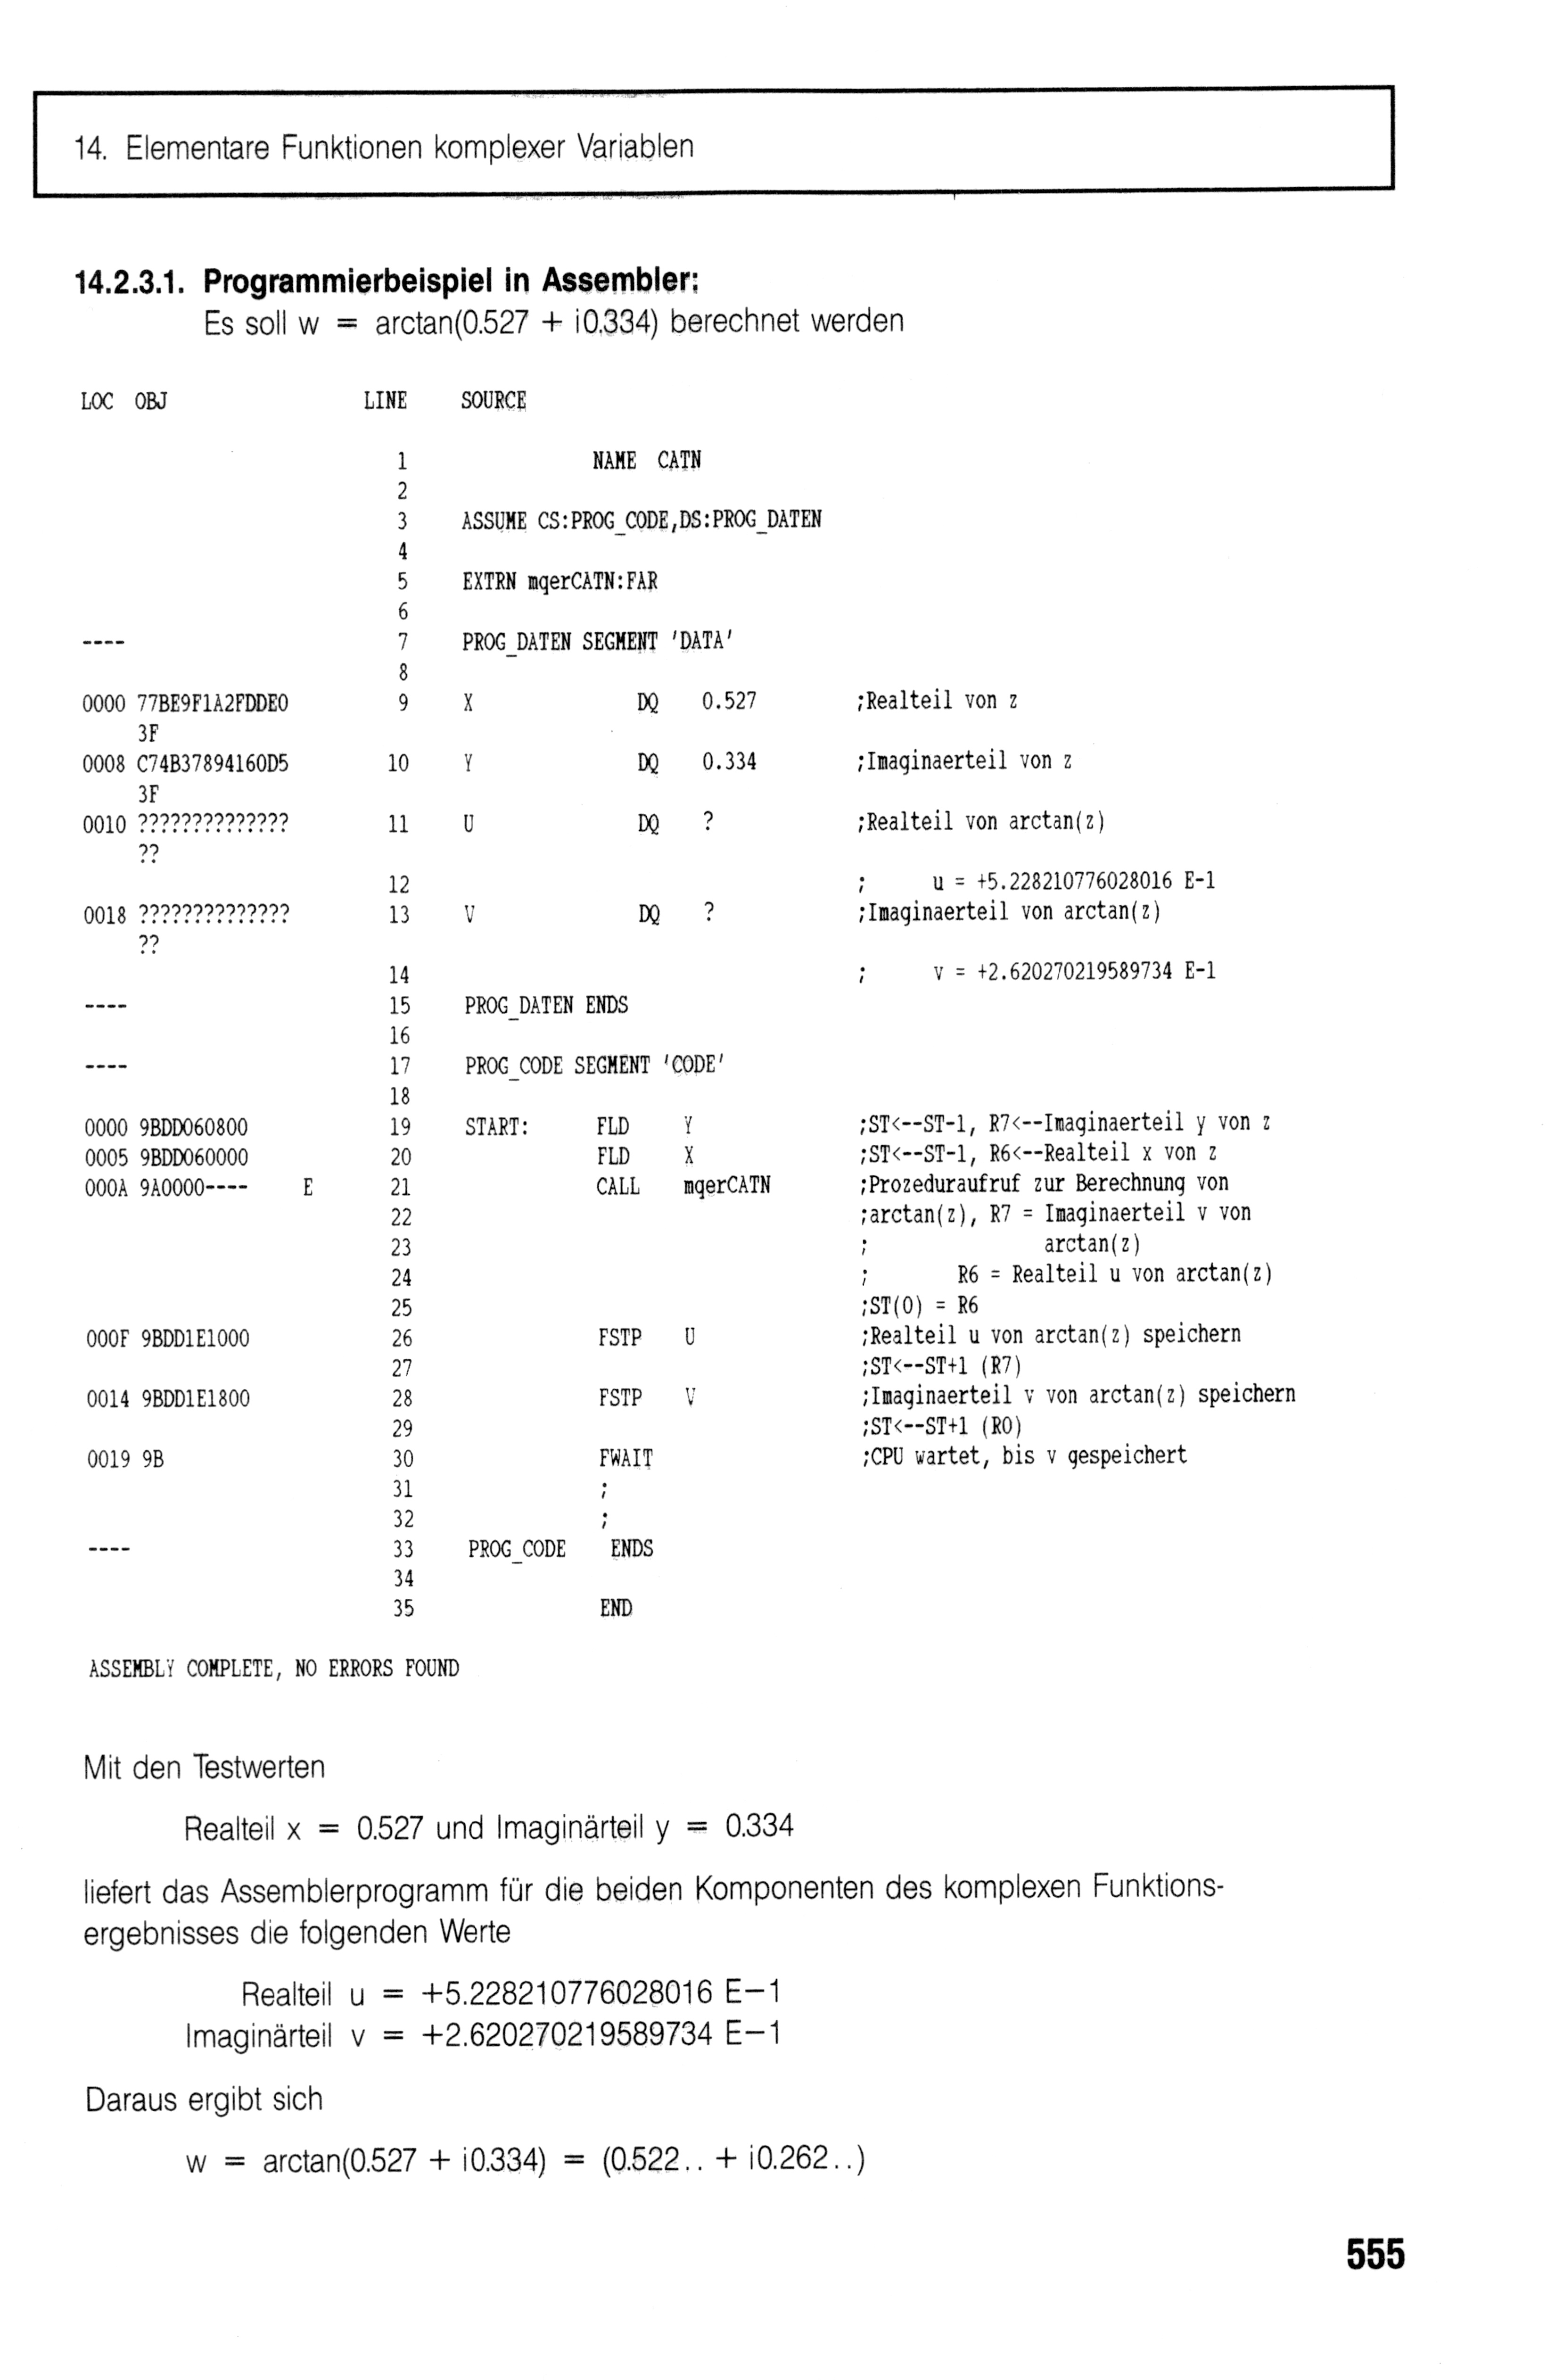 14. Elementare Funktionen komplexer Variablen
14.2.3.1. Programmierbeispiel in Assembler:
Es soll w = arctan(0.527 + i0.334) berechnet werden
LOC OBJ LINE SOURCE
1 NAME CATN
2
3 ASSUME CS:PROG_CODE,DS:PROG_DATEN
4
5 EXTRN mqerCATN:FAR
6
---- 7 PROG_DATEN SEGMENT 'DATA'
8
0000 77BE9F1A2FDDE0 9 X DQ 0.527 ;Realteil von z
3F
0008 C74B37894160D5 10 Y DQ 0.334 ;Imaginaerteil von z
3F
0010 ?????????????? 11 U DQ ? ;Realteil von arctan(z)
??
12 ; u = +5.228210776028016 E-1
0018 ?????????????? 13 V DQ ? ;Imaginaerteil von arctan(z)
??
14 ; v = +2.620270219589734 E-1
---- 15 PROG_DATEN ENDS
16
---- 17 PROG_CODE SEGMENT 'CODE'
18
0000 9BDD060800 19 START: FLD Y ;ST<--ST-1, R7<--Imaginaerteil y von z
0005 9BDD060000 20 FLD X ;ST<--ST-1, R6<--Realteil x von z
000A 9A0000---- E 21 CALL mqerCATN ;Prozeduraufruf zur Berechnung von
22 ;arctan(z), R7 = Imaginaerteil v von
23 ; arctan(z)
24 ; R6 = Realteil u von arctan(z)
25 ;ST(0) = R6
000F 9BDD1E1000 26 FSTP U ;Realteil u von arctan(z) speichern
27 ;ST<--ST+1 (R7)
0014 9BDD1E1800 28 FSTP V ;Imaginaerteil v von arctan(z) speichern
29 ;ST<--ST+1 (R0)
0019 9B 30 FWAIT ;CPU wartet, bis v gespeichert
31 ;
32 ;
---- 33 PROG_CODE ENDS
34
35 END
ASSEMBLY COMPLETE, NO ERRORS FOUND
Mit den Testwerten
Realteil x = 0.527 und Imaginärteil y = 0.334
liefert das Assemblerprogramm für die beiden Komponenten des komplexen Funktions-
ergebnisses die folgenden Werte
Realteil u = +5.228210776028016 E−1
Imaginärteil v = +2.620270219589734 E−1
Daraus ergibt sich
w = arctan(0.527 + i0.334) = (0.522.. + i0.262..)
555